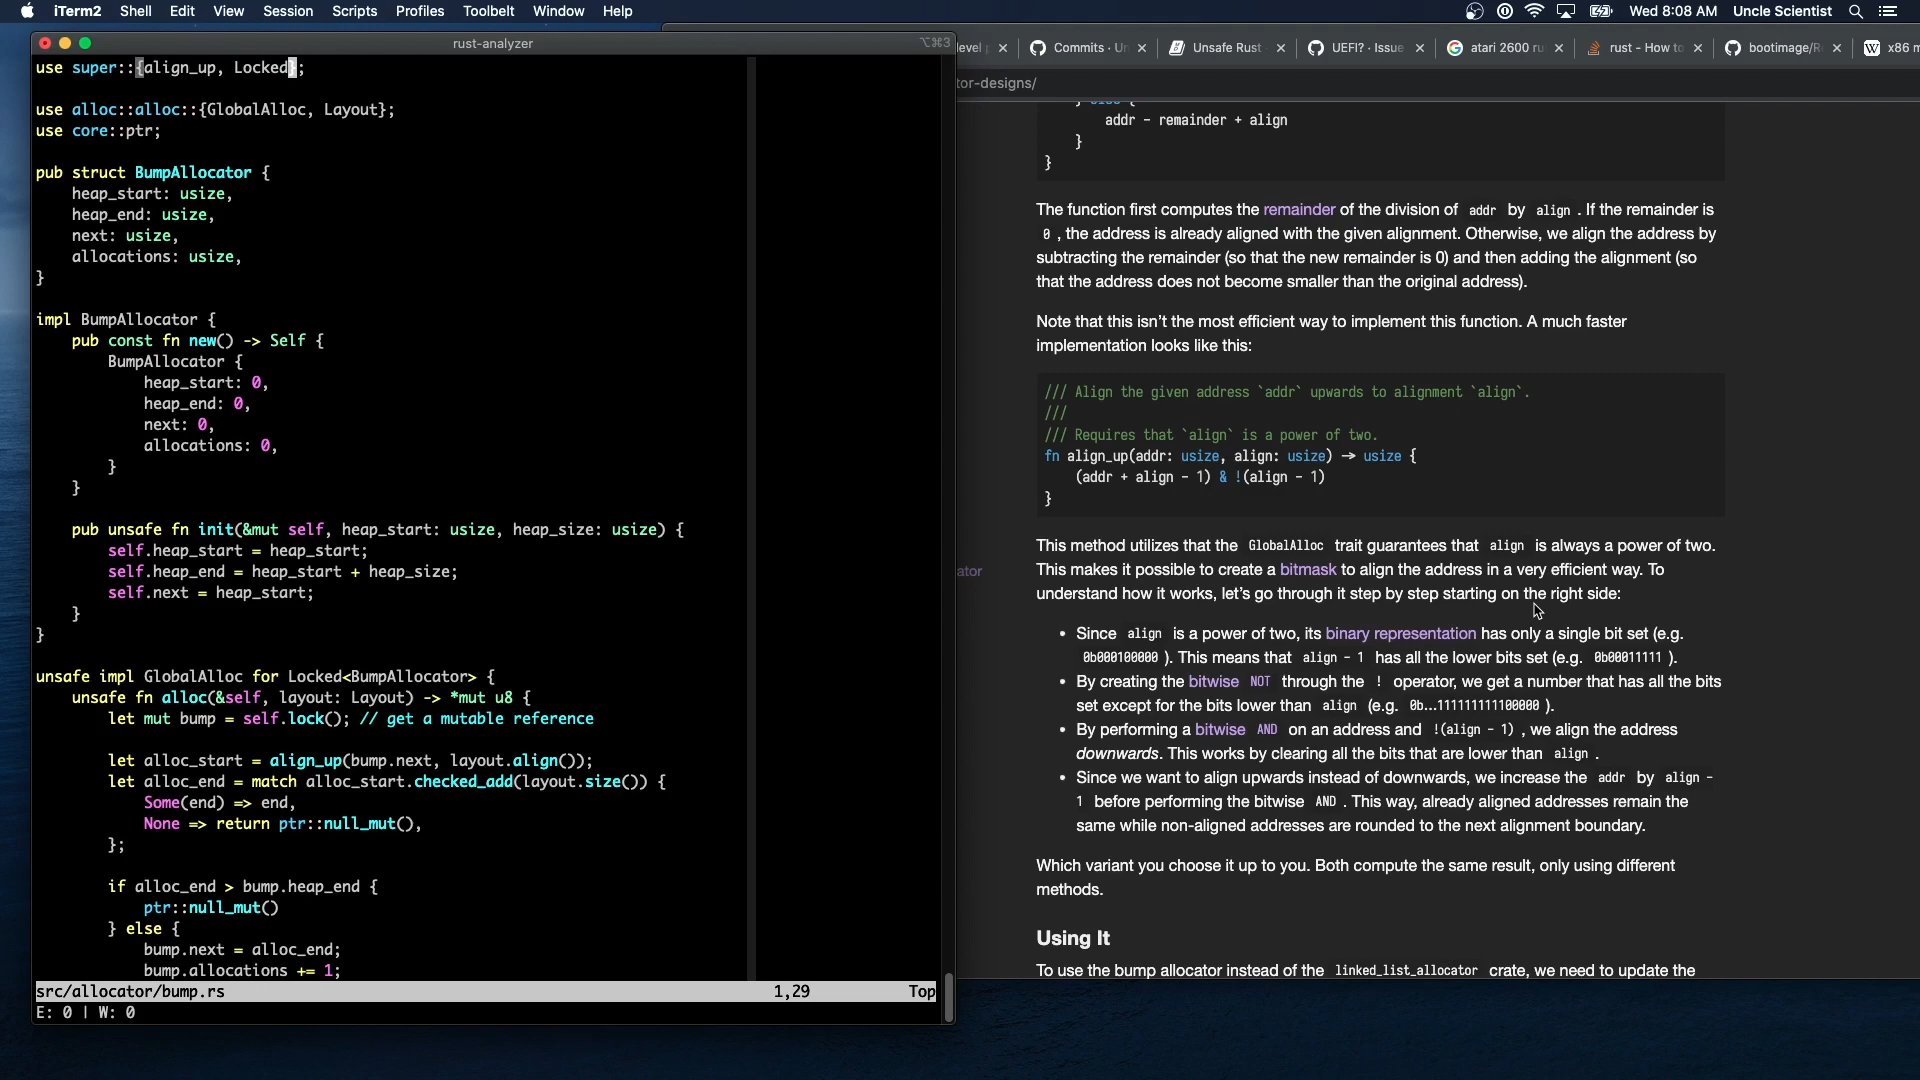 iTerm2 Shell Edit View Session Scripts Profiles Toolbelt Window Help Wed 8:08 AM Uncle Scientist
rust-analyzer ⌥⌘3
use super::{align_up, Locked};
use alloc::alloc::{GlobalAlloc, Layout};
use core::ptr;
pub struct BumpAllocator {
heap_start: usize,
heap_end: usize,
next: usize,
allocations: usize,
}
impl BumpAllocator {
pub const fn new() -> Self {
BumpAllocator {
heap_start: 0,
heap_end: 0,
next: 0,
allocations: 0,
}
}
pub unsafe fn init(&mut self, heap_start: usize, heap_size: usize) {
self.heap_start = heap_start;
self.heap_end = heap_start + heap_size;
self.next = heap_start;
}
}
unsafe impl GlobalAlloc for Locked<BumpAllocator> {
unsafe fn alloc(&self, layout: Layout) -> *mut u8 {
let mut bump = self.lock(); // get a mutable reference
let alloc_start = align_up(bump.next, layout.align());
let alloc_end = match alloc_start.checked_add(layout.size()) {
Some(end) => end,
None => return ptr::null_mut(),
};
if alloc_end > bump.heap_end {
ptr::null_mut()
} else {
bump.next = alloc_end;
bump.allocations += 1;
src/allocator/bump.rs 1,29 Top
E: 0 | W: 0
level Commits · Un Unsafe Rust - UEFI? · Issue atari 2600 ru rust - How to bootimage/R x86
tor-designs/
} else {
addr - remainder + align
}
}
The function first computes the remainder of the division of addr by align . If the remainder is
0 , the address is already aligned with the given alignment. Otherwise, we align the address by
subtracting the remainder (so that the new remainder is 0) and then adding the alignment (so
that the address does not become smaller than the original address).
Note that this isn't the most efficient way to implement this function. A much faster
implementation looks like this:
/// Align the given address `addr` upwards to alignment `align`.
///
/// Requires that `align` is a power of two.
fn align_up(addr: usize, align: usize) → usize {
(addr + align - 1) & !(align - 1)
}
This method utilizes that the GlobalAlloc trait guarantees that align is always a power of two.
ator
This makes it possible to create a bitmask to align the address in a very efficient way. To
understand how it works, let's go through it step by step starting on the right side:
• Since align is a power of two, its binary representation has only a single bit set (e.g.
0b000100000 ). This means that align - 1 has all the lower bits set (e.g. 0b00011111 ).
• By creating the bitwise NOT through the ! operator, we get a number that has all the bits
set except for the bits lower than align (e.g. 0b…111111111100000 ).
• By performing a bitwise AND on an address and !(align - 1) , we align the address
downwards. This works by clearing all the bits that are lower than align .
• Since we want to align upwards instead of downwards, we increase the addr by align -
1 before performing the bitwise AND . This way, already aligned addresses remain the
same while non-aligned addresses are rounded to the next alignment boundary.
Which variant you choose it up to you. Both compute the same result, only using different
methods.
Using It
To use the bump allocator instead of the linked_list_allocator crate, we need to update the